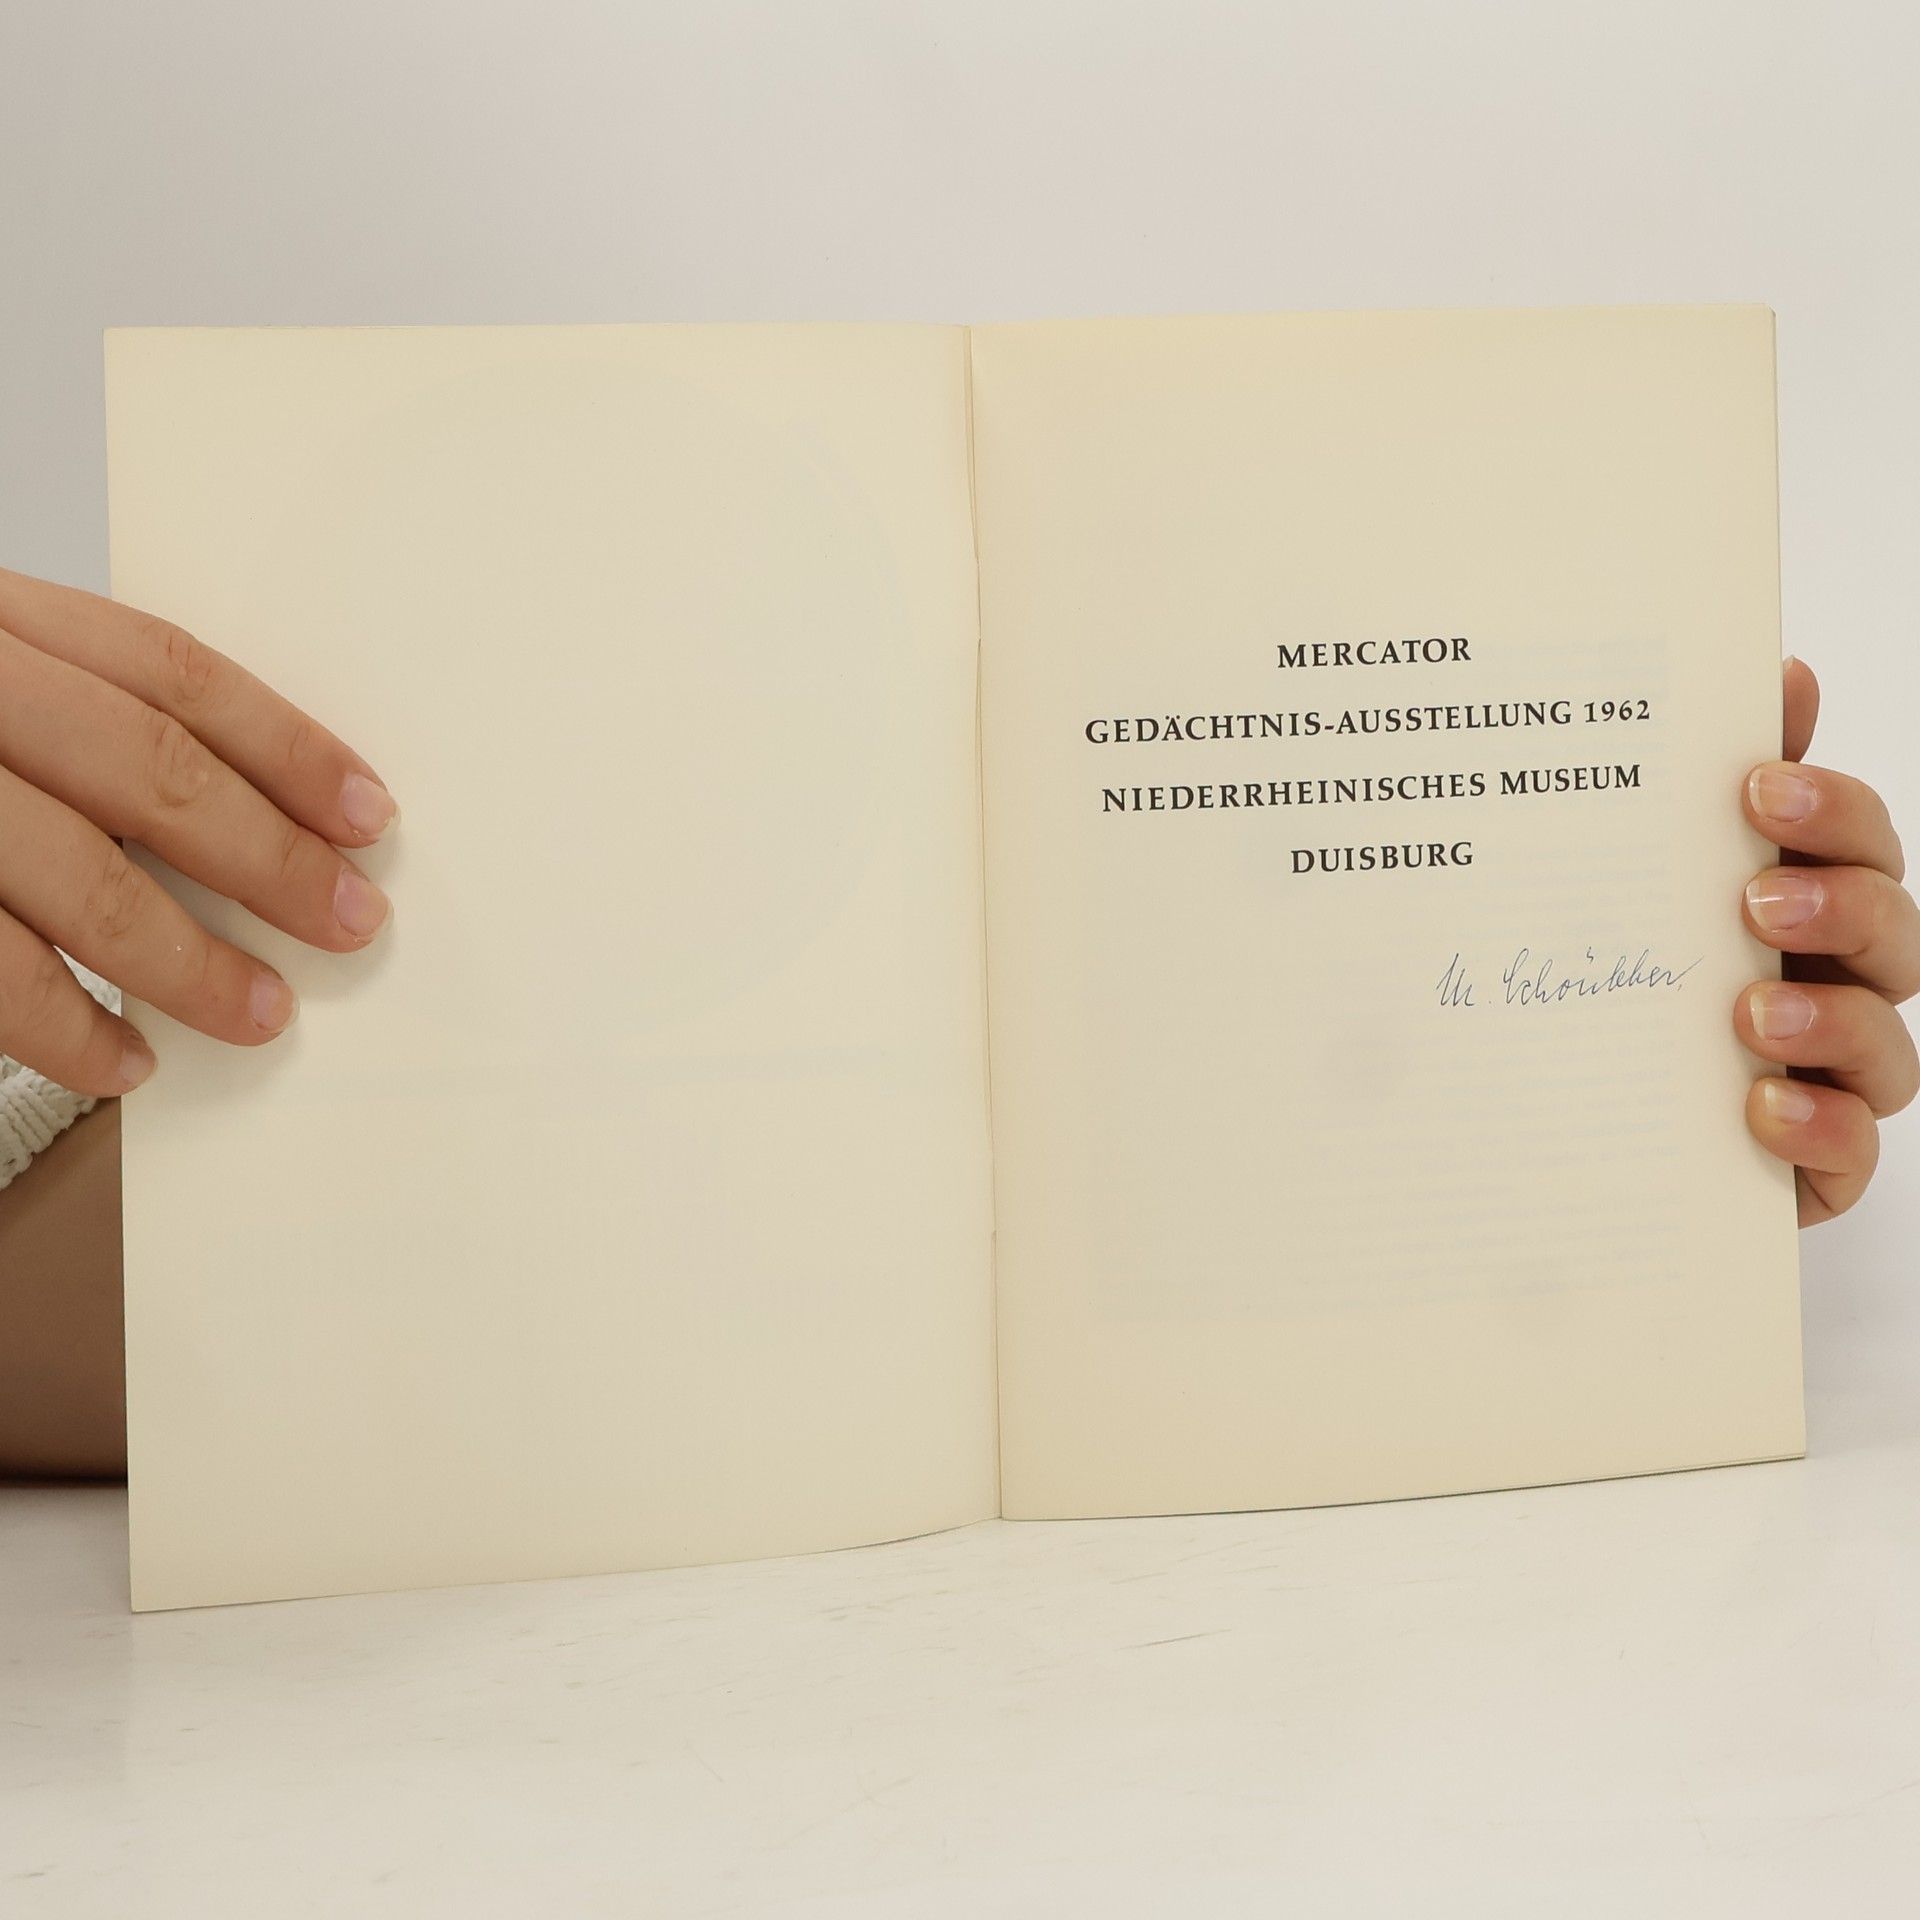 MERCATOR
GEDÄCHTNIS-AUSSTELLUNG 1962
NIEDERRHEINISCHES MUSEUM
DUISBURG
M.